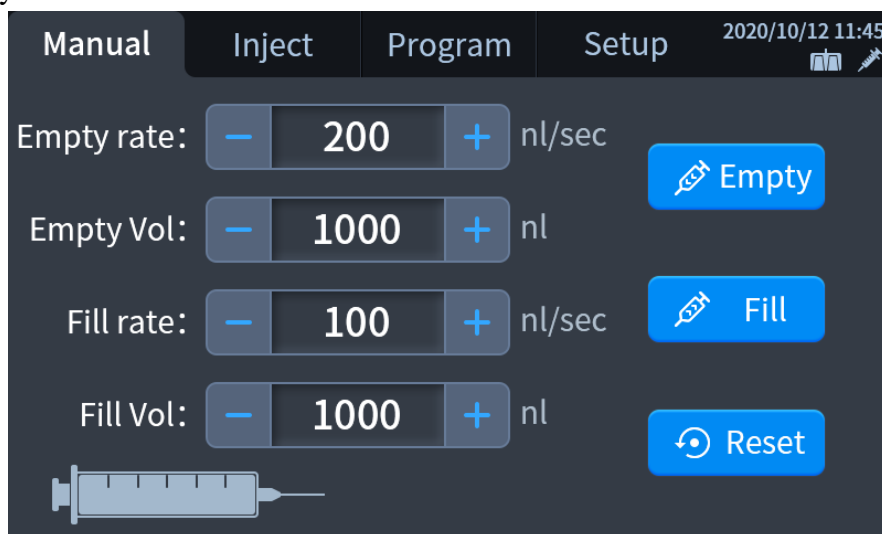 Manual Inject Program Setup 2020/10/12 11:45
Empty rate: − 200 + nl/sec
Empty
Empty Vol: − 1000 + nl
Fill rate: − 100 + nl/sec
Fill
Fill Vol: − 1000 + nl
Reset